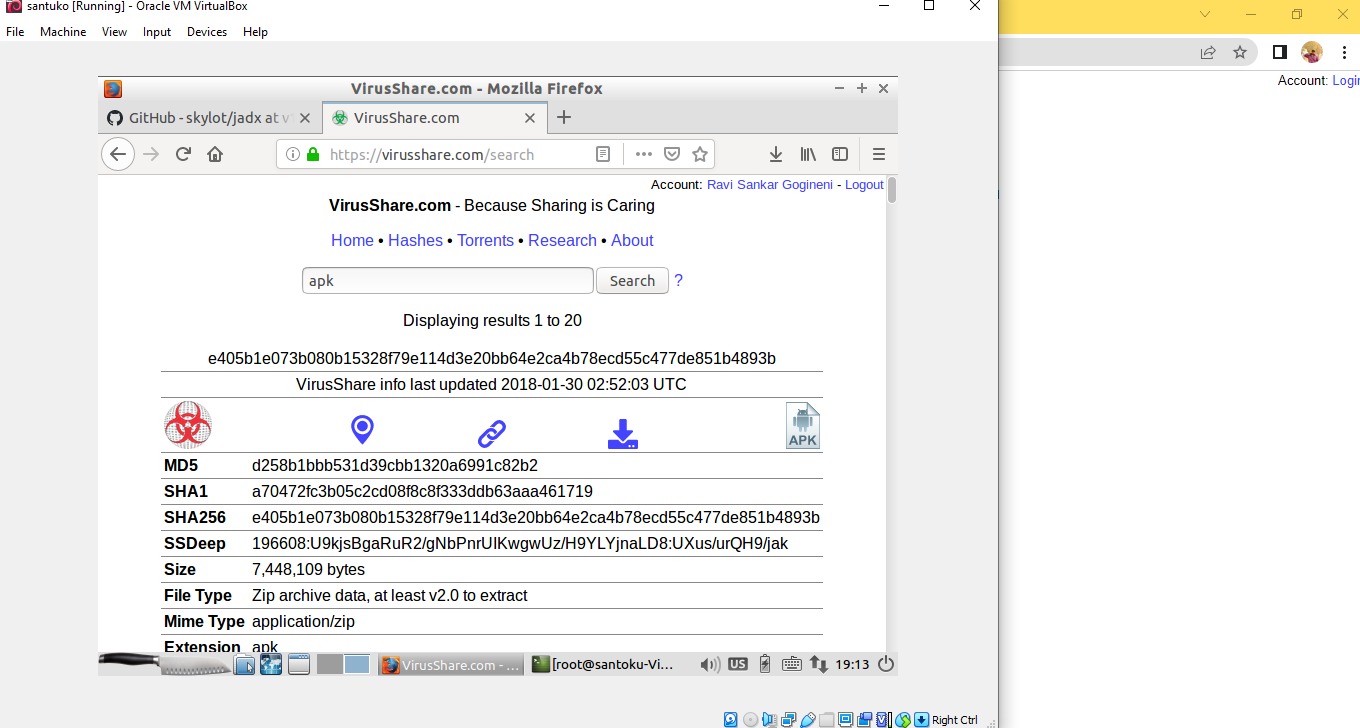 santuko [Running] - Oracle VM VirtualBox
File Machine View Input Devices Help
Account: Login
VirusShare.com - Mozilla Firefox
GitHub - skylot/jadx at v
VirusShare.com
https://virusshare.com/search
Account: Ravi Sankar Gogineni - Logout
VirusShare.com - Because Sharing is Caring
Home • Hashes • Torrents • Research • About
apk
Search
?
Displaying results 1 to 20
e405b1e073b080b15328f79e114d3e20bb64e2ca4b78ecd55c477de851b4893b
VirusShare info last updated 2018-01-30 02:52:03 UTC
APK
MD5 d258b1bbb531d39cbb1320a6991c82b2
SHA1 a70472fc3b05c2cd08f8c8f333ddb63aaa461719
SHA256 e405b1e073b080b15328f79e114d3e20bb64e2ca4b78ecd55c477de851b4893b
SSDeep 196608:U9kjsBgaRuR2/gNbPnrUIKwgwUz/H9YLYjnaLD8:UXus/urQH9/jak
Size 7,448,109 bytes
File Type Zip archive data, at least v2.0 to extract
Mime Type application/zip
Extension apk
VirusShare.com - ...
[root@santoku-Vi...
US
19:13
Right Ctrl